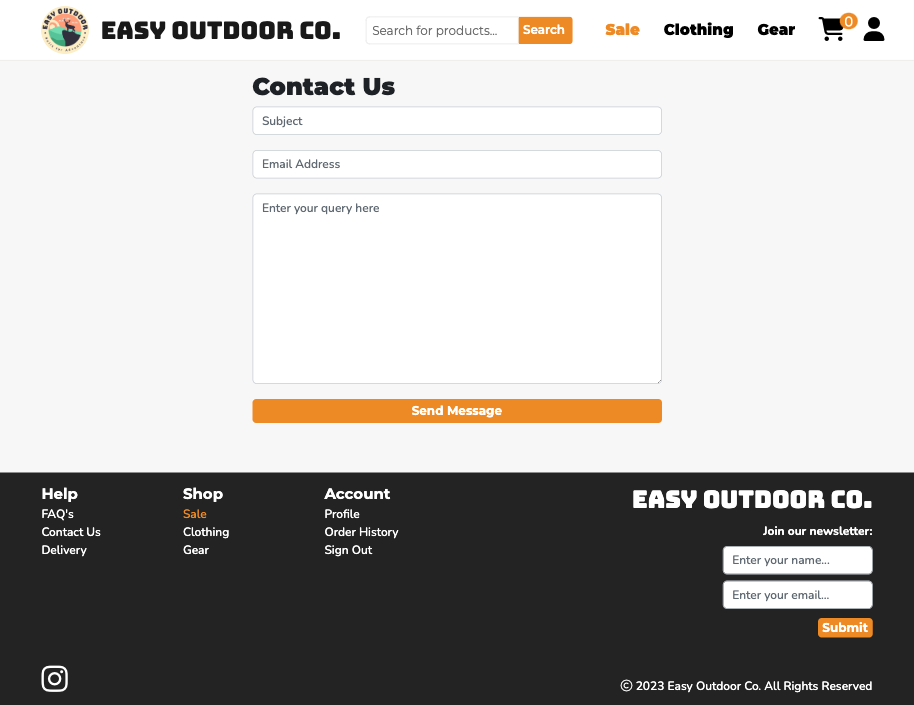 EASY OUTDOOR
EASY OUTDOOR CO.
Search for products...
Search
Sale
Clothing
Gear
0
Contact Us
Subject
Email Address
Enter your query here
Send Message
Help
FAQ's
Contact Us
Delivery
Shop
Sale
Clothing
Gear
Account
Profile
Order History
Sign Out
EASY OUTDOOR CO.
Join our newsletter:
Enter your name...
Enter your email...
Submit
© 2023 Easy Outdoor Co. All Rights Reserved